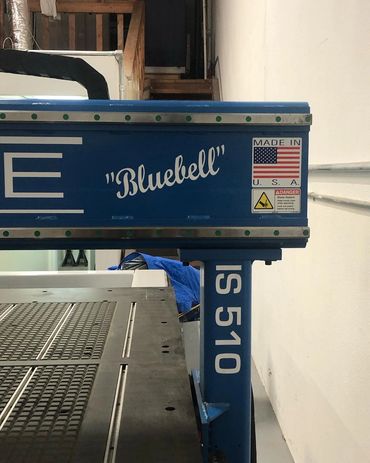 E
"Bluebell"
MADE IN
U.S.A.
DANGER
IS 510